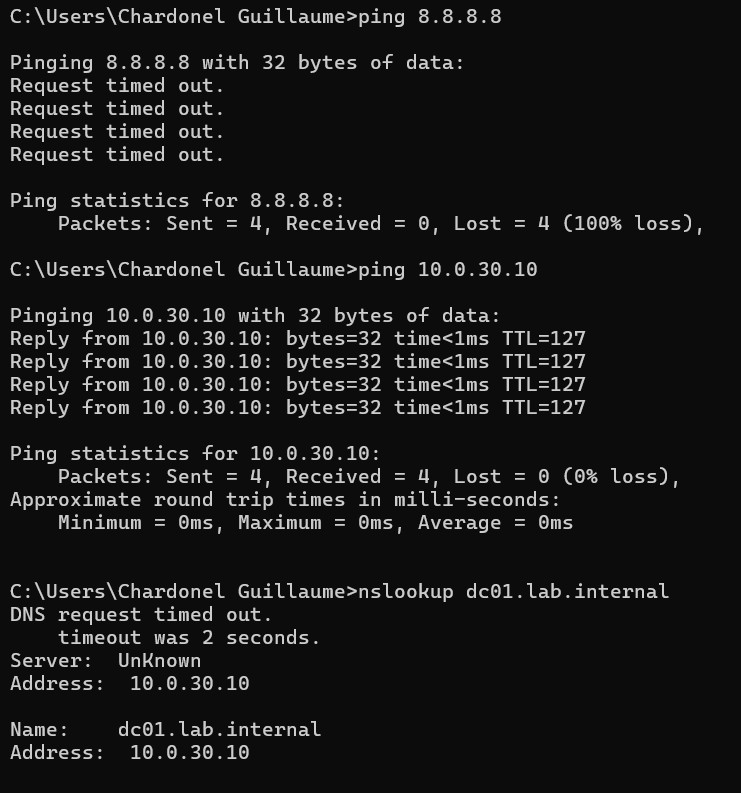 C:\Users\Chardonel Guillaume>ping 8.8.8.8
Pinging 8.8.8.8 with 32 bytes of data:
Request timed out.
Request timed out.
Request timed out.
Request timed out.
Ping statistics for 8.8.8.8:
    Packets: Sent = 4, Received = 0, Lost = 4 (100% loss),
C:\Users\Chardonel Guillaume>ping 10.0.30.10
Pinging 10.0.30.10 with 32 bytes of data:
Reply from 10.0.30.10: bytes=32 time<1ms TTL=127
Reply from 10.0.30.10: bytes=32 time<1ms TTL=127
Reply from 10.0.30.10: bytes=32 time<1ms TTL=127
Reply from 10.0.30.10: bytes=32 time<1ms TTL=127
Ping statistics for 10.0.30.10:
    Packets: Sent = 4, Received = 4, Lost = 0 (0% loss),
Approximate round trip times in milli-seconds:
    Minimum = 0ms, Maximum = 0ms, Average = 0ms
C:\Users\Chardonel Guillaume>nslookup dc01.lab.internal
DNS request timed out.
    timeout was 2 seconds.
Server:  UnKnown
Address:  10.0.30.10
Name:    dc01.lab.internal
Address:  10.0.30.10